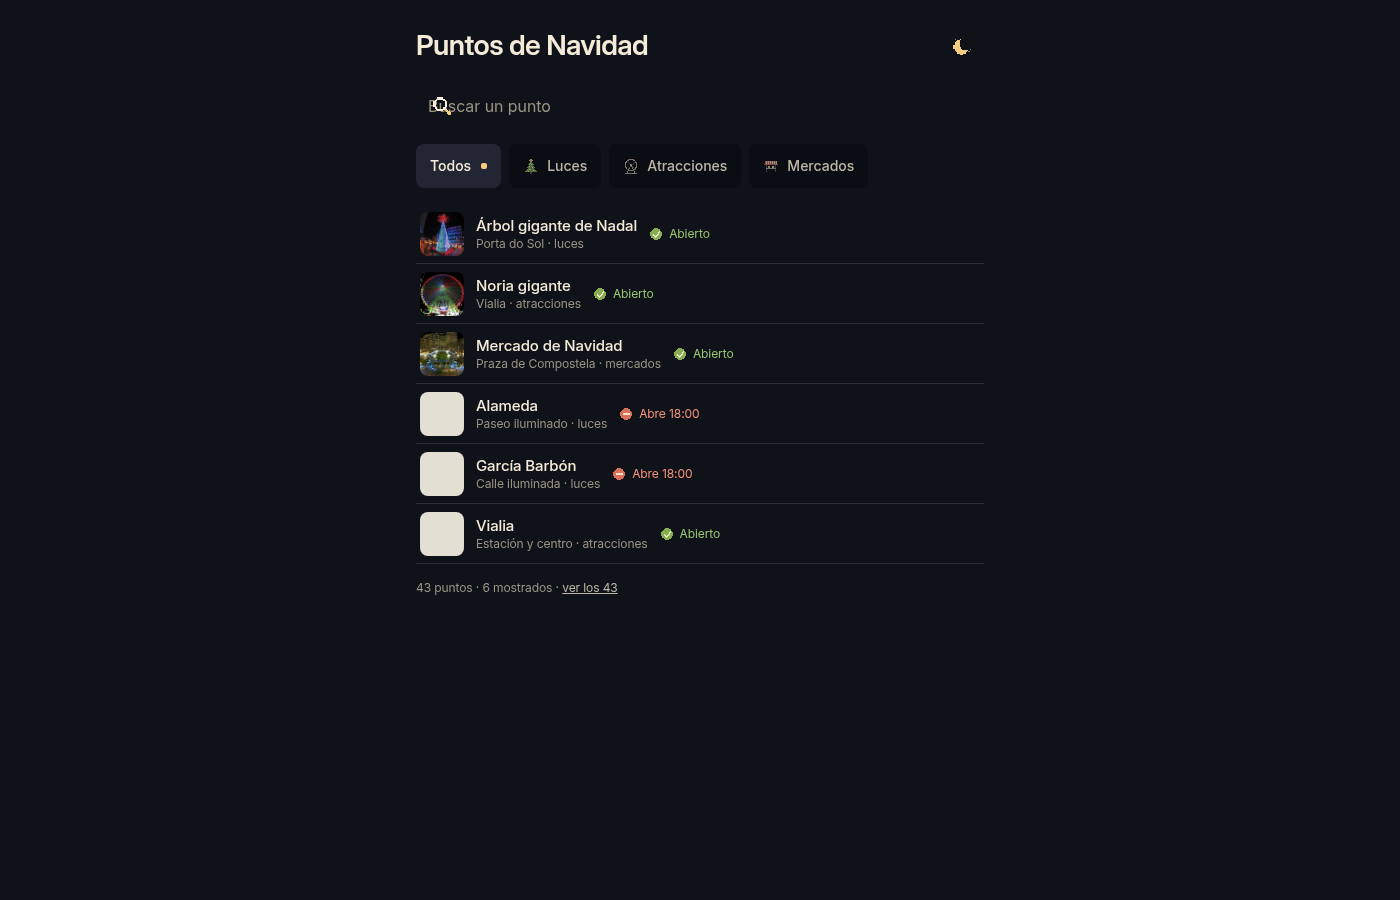 Puntos de Navidad
Buscar un punto
Todos
Luces
Atracciones
Mercados
Árbol gigante de Nadal
Porta do Sol · luces
Abierto
Noria gigante
Vialia · atracciones
Abierto
Mercado de Navidad
Praza de Compostela · mercados
Abierto
Alameda
Paseo iluminado · luces
Abre 18:00
García Barbón
Calle iluminada · luces
Abre 18:00
Vialia
Estación y centro · atracciones
Abierto
43 puntos · 6 mostrados · ver los 43